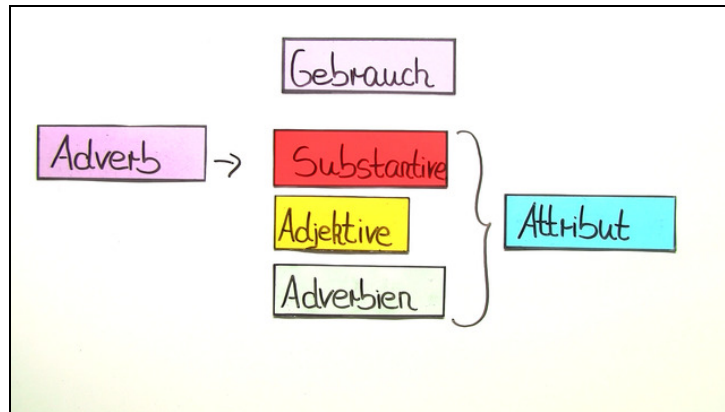 Gebrauch
Adverb → Substantive
Adjektive
Adverbien
Attribut